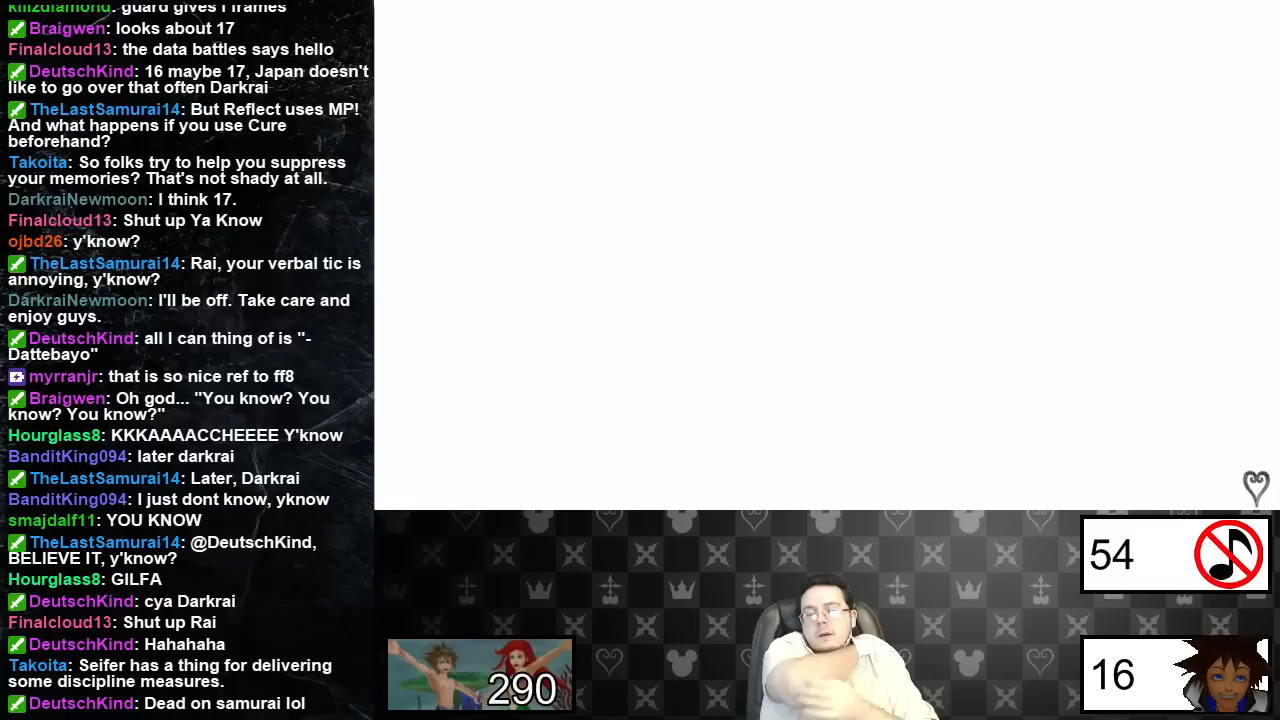 killzdiamond: guard gives i frames
Braigwen: looks about 17
Finalcloud13: the data battles says hello
DeutschKind: 16 maybe 17, Japan doesn't
like to go over that often Darkrai
TheLastSamurai14: But Reflect uses MP!
And what happens if you use Cure
beforehand?
Takoita: So folks try to help you suppress
your memories? That's not shady at all.
DarkraiNewmoon: I think 17.
Finalcloud13: Shut up Ya Know
ojbd26: y'know?
TheLastSamurai14: Rai, your verbal tic is
annoying, y'know?
DarkraiNewmoon: I'll be off. Take care and
enjoy guys.
DeutschKind: all I can thing of is "-
Dattebayo"
myrranjr: that is so nice ref to ff8
Braigwen: Oh god... "You know? You
know? You know?"
Hourglass8: KKKAAAACCHEEEE Y'know
BanditKing094: later darkrai
TheLastSamurai14: Later, Darkrai
BanditKing094: I just dont know, yknow
smajdalf11: YOU KNOW
TheLastSamurai14: @DeutschKind,
BELIEVE IT, y'know?
Hourglass8: GILFA
DeutschKind: cya Darkrai
Finalcloud13: Shut up Rai
DeutschKind: Hahahaha
Takoita: Seifer has a thing for delivering
some discipline measures.
DeutschKind: Dead on samurai lol
54
290
16